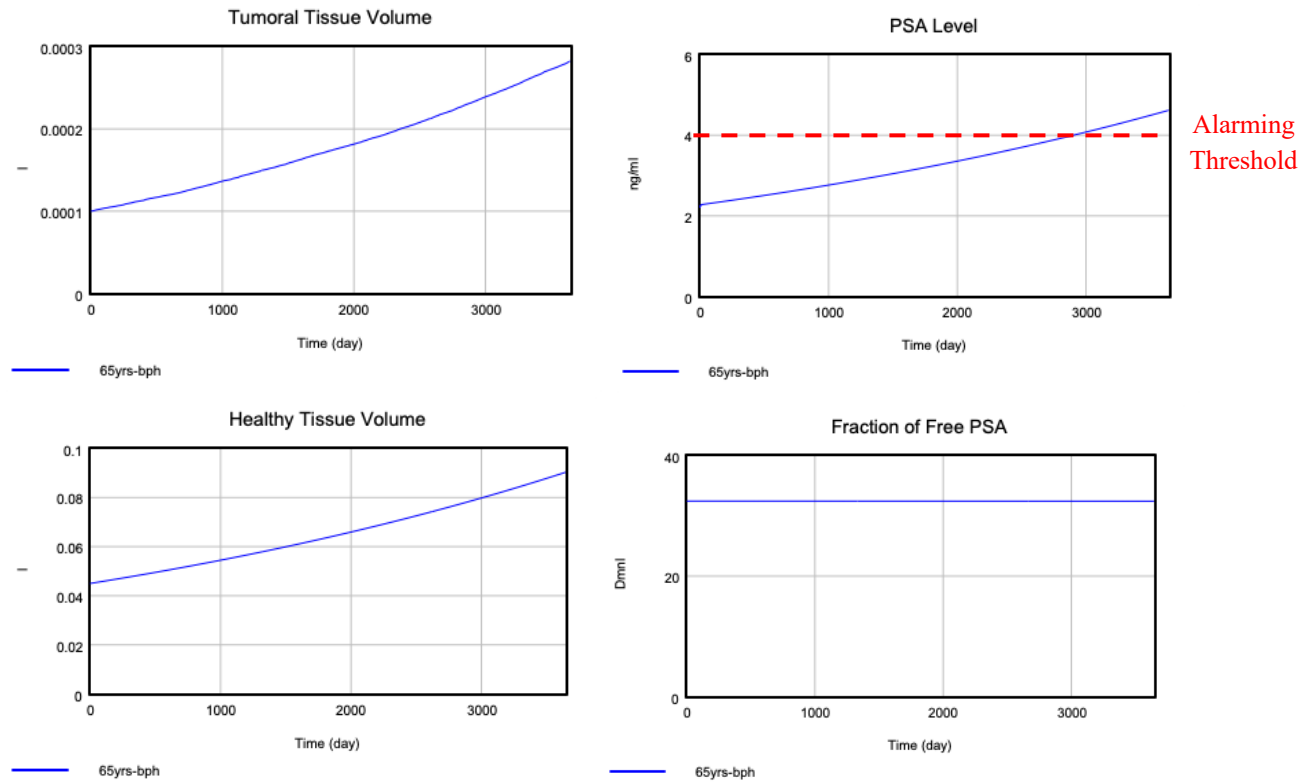 Tumoral Tissue Volume
0.0003
0.0002
0.0001
0
l
0 1000 2000 3000
Time (day)
65yrs-bph
PSA Level
6
4
2
0
ng/ml
0 1000 2000 3000
Time (day)
65yrs-bph
Alarming
Threshold
Healthy Tissue Volume
0.1
0.08
0.06
0.04
0.02
0
l
0 1000 2000 3000
Time (day)
65yrs-bph
Fraction of Free PSA
40
20
0
Dmnl
0 1000 2000 3000
Time (day)
65yrs-bph